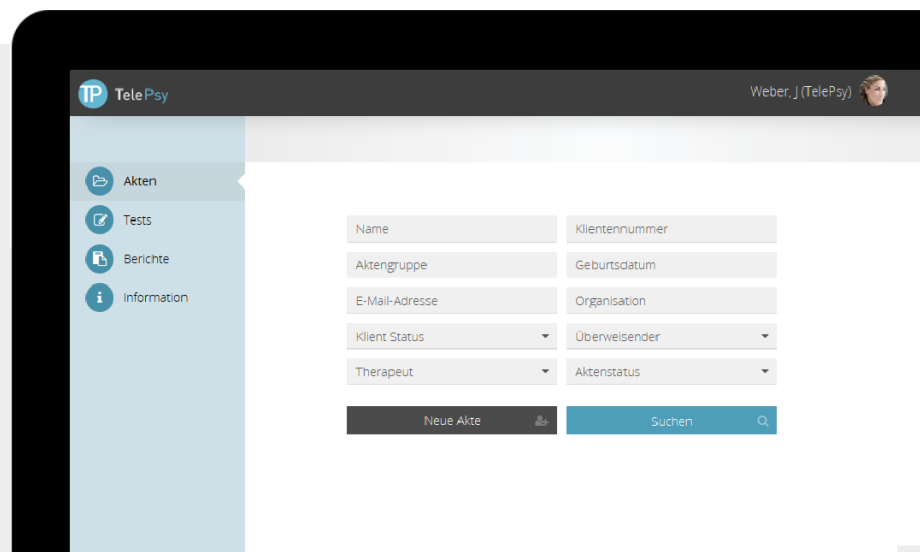 TP TelePsy
Weber, J (TelePsy)
Akten
Tests
Berichte
Information
Name
Klientennummer
Aktengruppe
Geburtsdatum
E-Mail-Adresse
Organisation
Klient Status
Überweisender
Therapeut
Aktenstatus
Neue Akte
Suchen